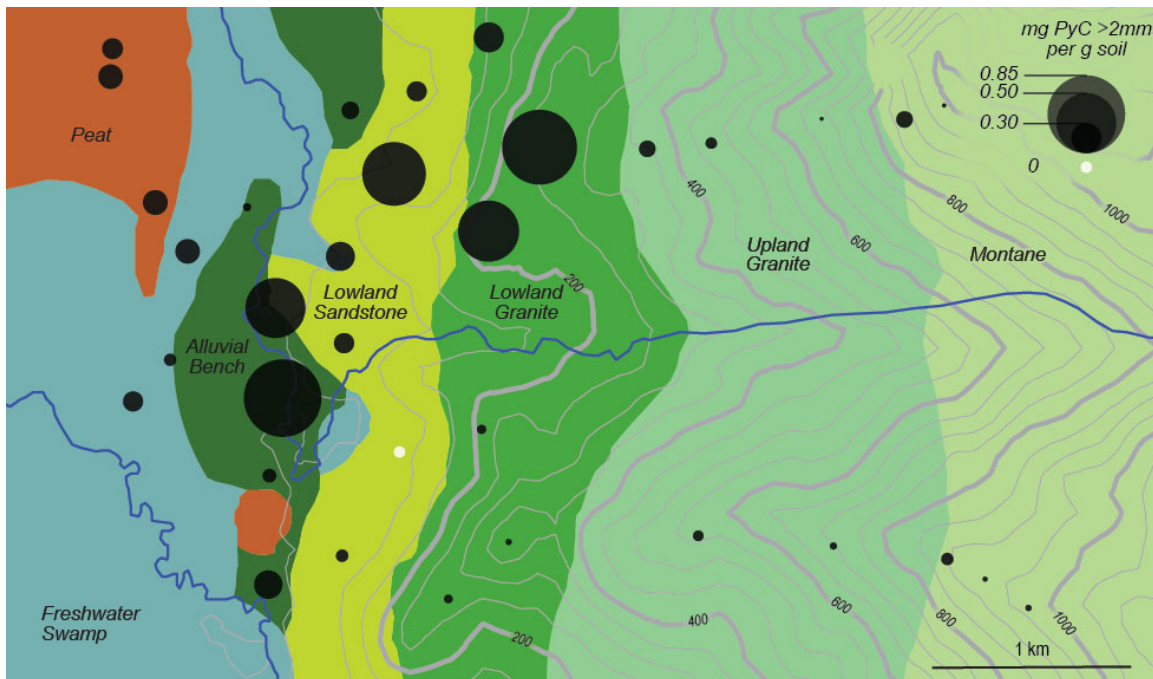 mg PyC >2mm
per g soil
0.85
0.50
0.30
0
Peat
400
800
1000
600
Upland
Granite
Montane
200
Lowland
Sandstone
Lowland
Granite
Alluvial
Bench
Freshwater
Swamp
200
400
600
800
1000
1 km